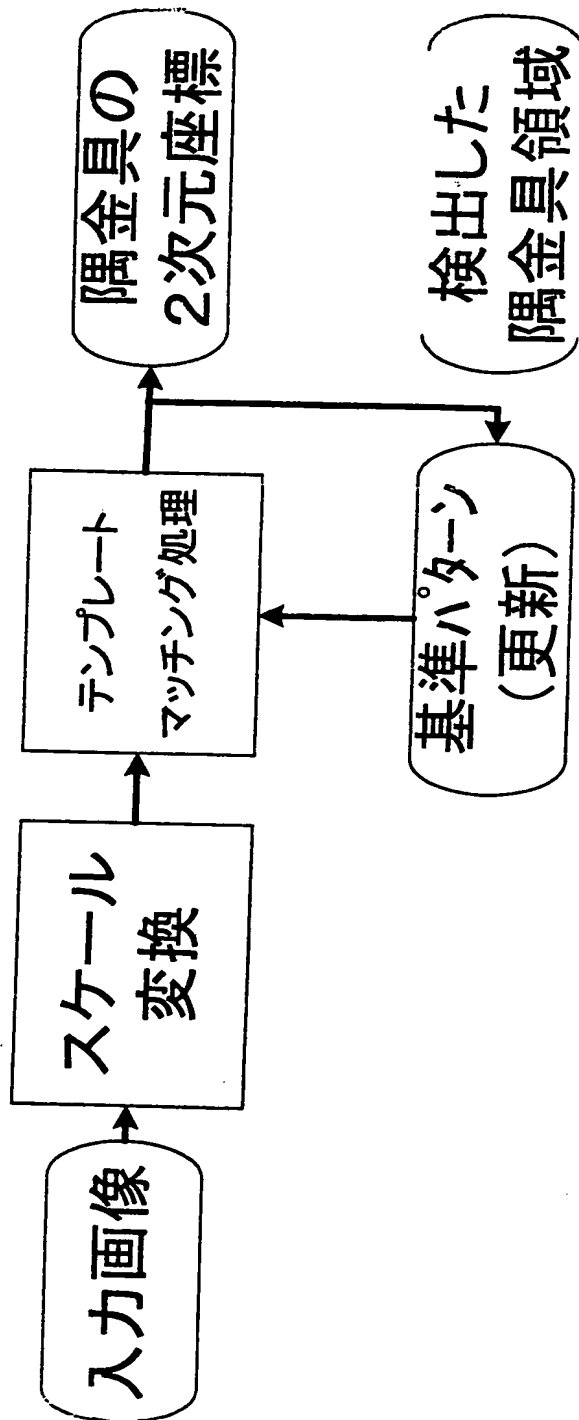 入力画像
スケール
変換
テンプレート
マッチング処理
隅金具の
2次元座標
基準パターン
(更新)
検出した
隅金具領域